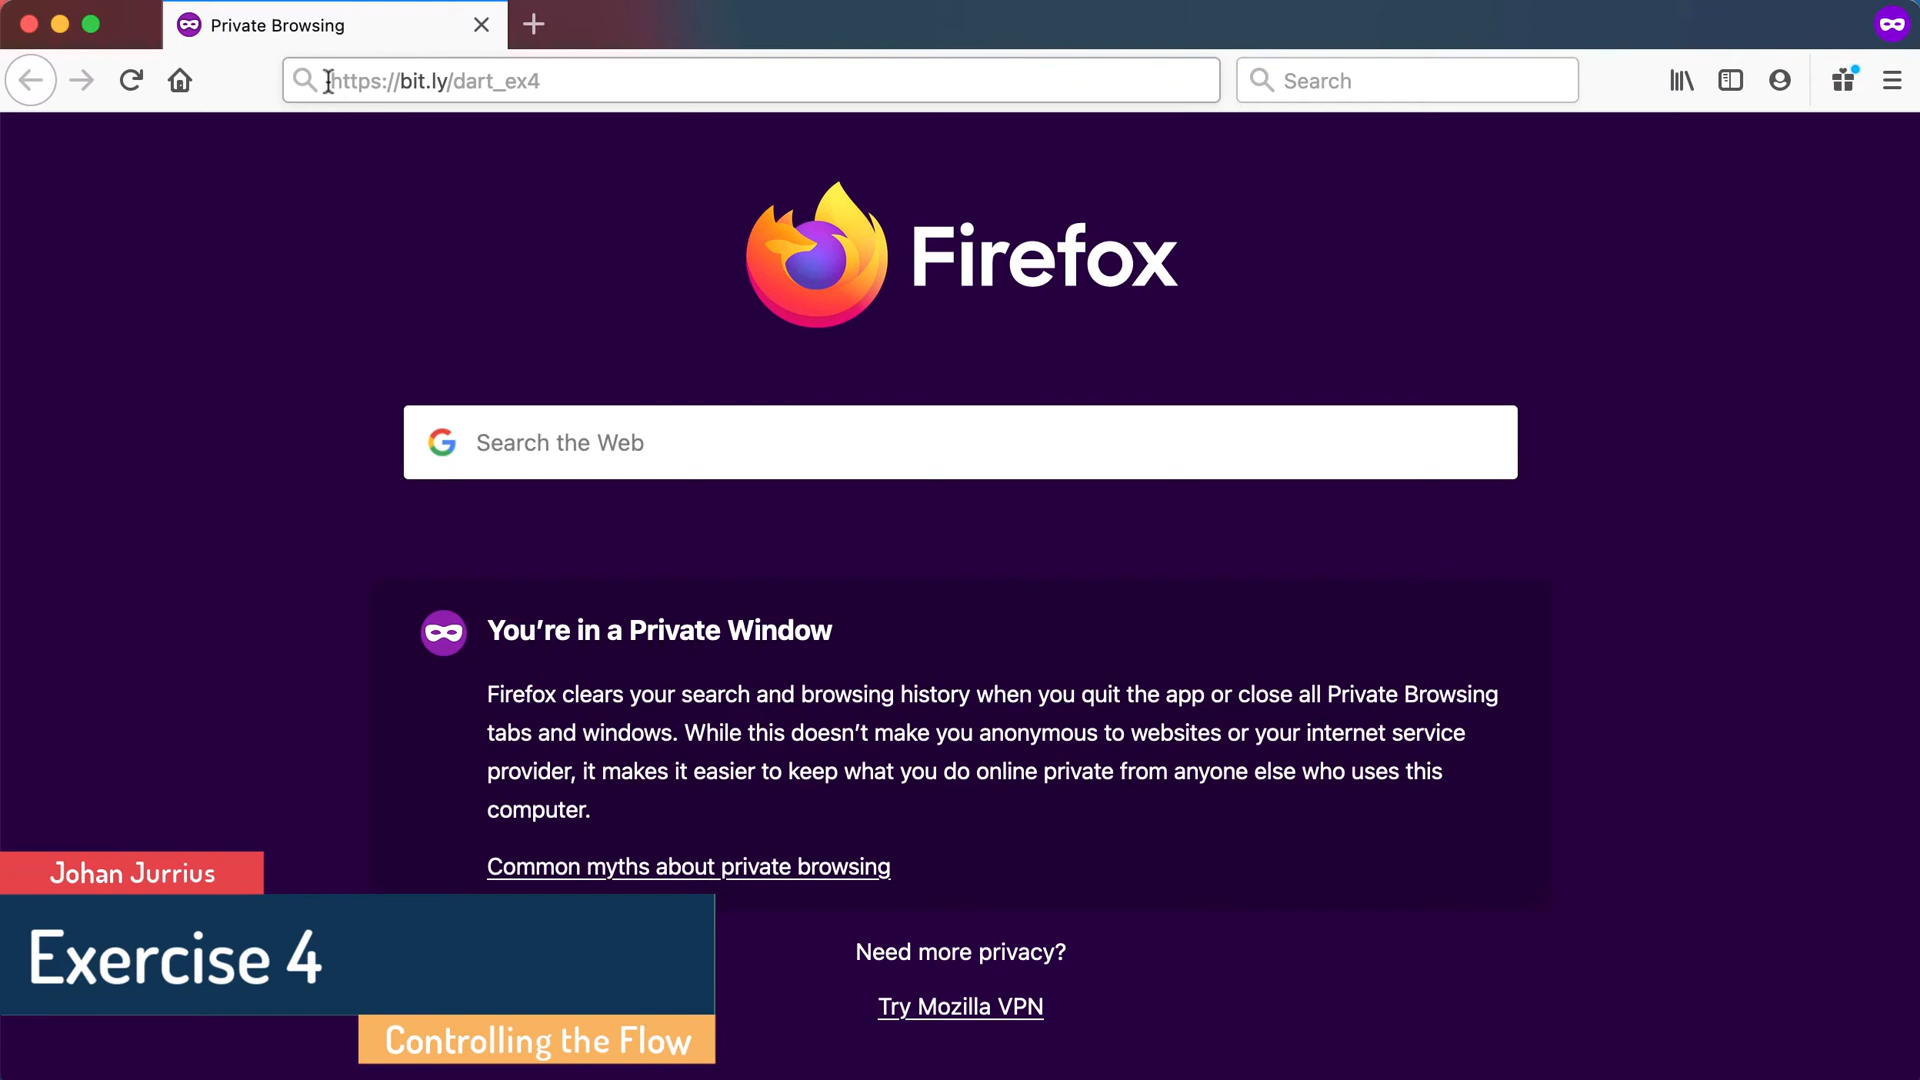 Private Browsing
https://bit.ly/dart_ex4
Search
Firefox
Search the Web
You're in a Private Window
Firefox clears your search and browsing history when you quit the app or close all Private Browsing
tabs and windows. While this doesn't make you anonymous to websites or your internet service
provider, it makes it easier to keep what you do online private from anyone else who uses this
computer.
Common myths about private browsing
Johan Jurrius
Exercise 4
Controlling the Flow
Need more privacy?
Try Mozilla VPN